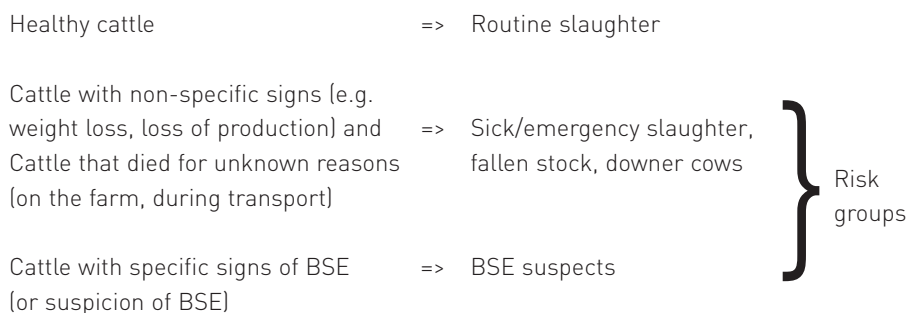 Healthy cattle => Routine slaughter
Cattle with non-specific signs (e.g.
weight loss, loss of production) and => Sick/emergency slaughter,
Cattle that died for unknown reasons fallen stock, downer cows
(on the farm, during transport)
Risk
groups
Cattle with specific signs of BSE => BSE suspects
(or suspicion of BSE)